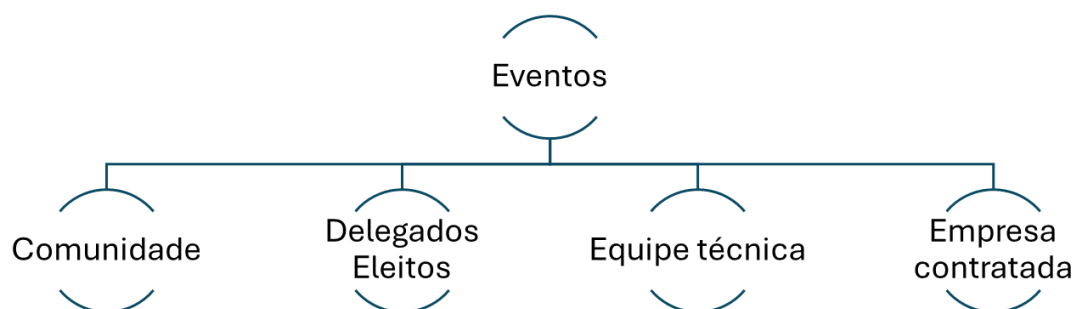 Eventos
Comunidade
Delegados
Eleitos
Equipe técnica
Empresa
contratada